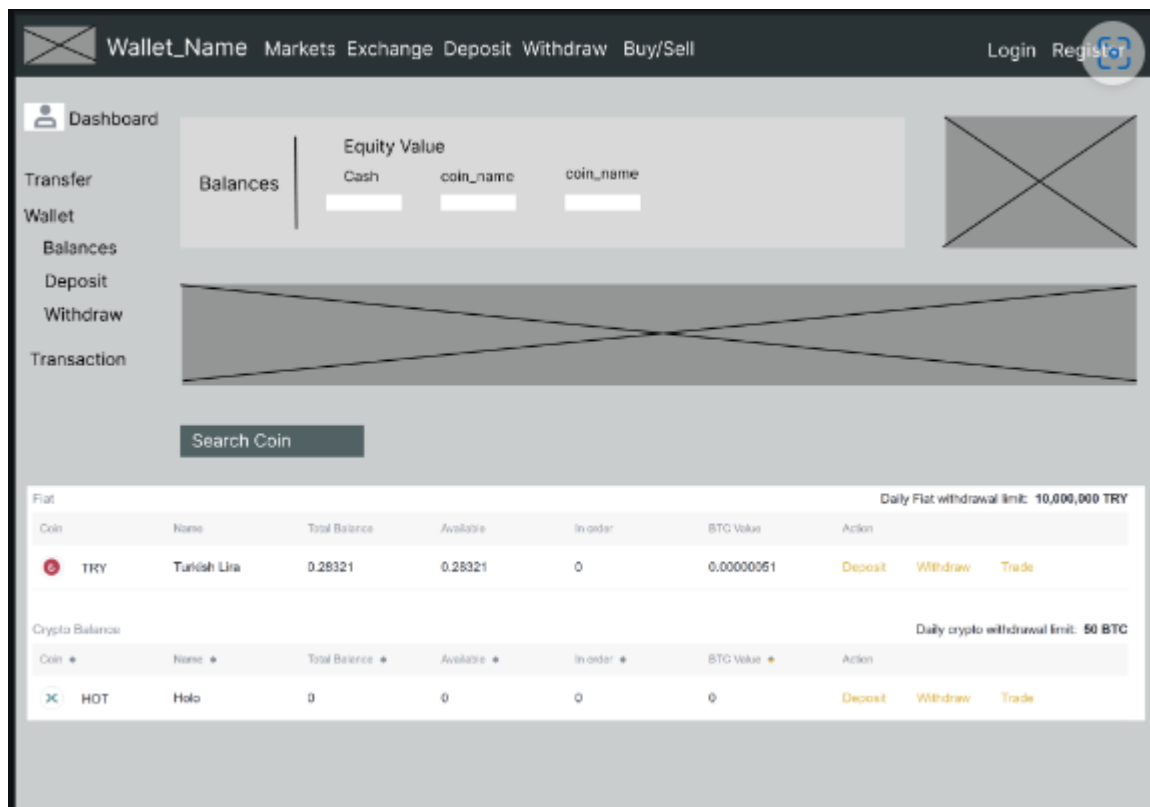 Wallet_Name Markets Exchange Deposit Withdraw Buy/Sell Login Register
Dashboard
Transfer
Wallet
Balances
Deposit
Withdraw
Transaction
Balances
Equity Value
Cash coin_name coin_name
Search Coin
Fiat Daily Fiat withdrawal limit: 10,000,000 TRY
Coin Name Total Balance Available In order BTC Value Action
TRY Turkish Lira 0.28321 0.28321 0 0.00000051 Deposit Withdraw Trade
Crypto Balance Daily crypto withdrawal limit: 50 BTC
Coin Name Total Balance Available In order BTC Value Action
HOT Holo 0 0 0 0 Deposit Withdraw Trade